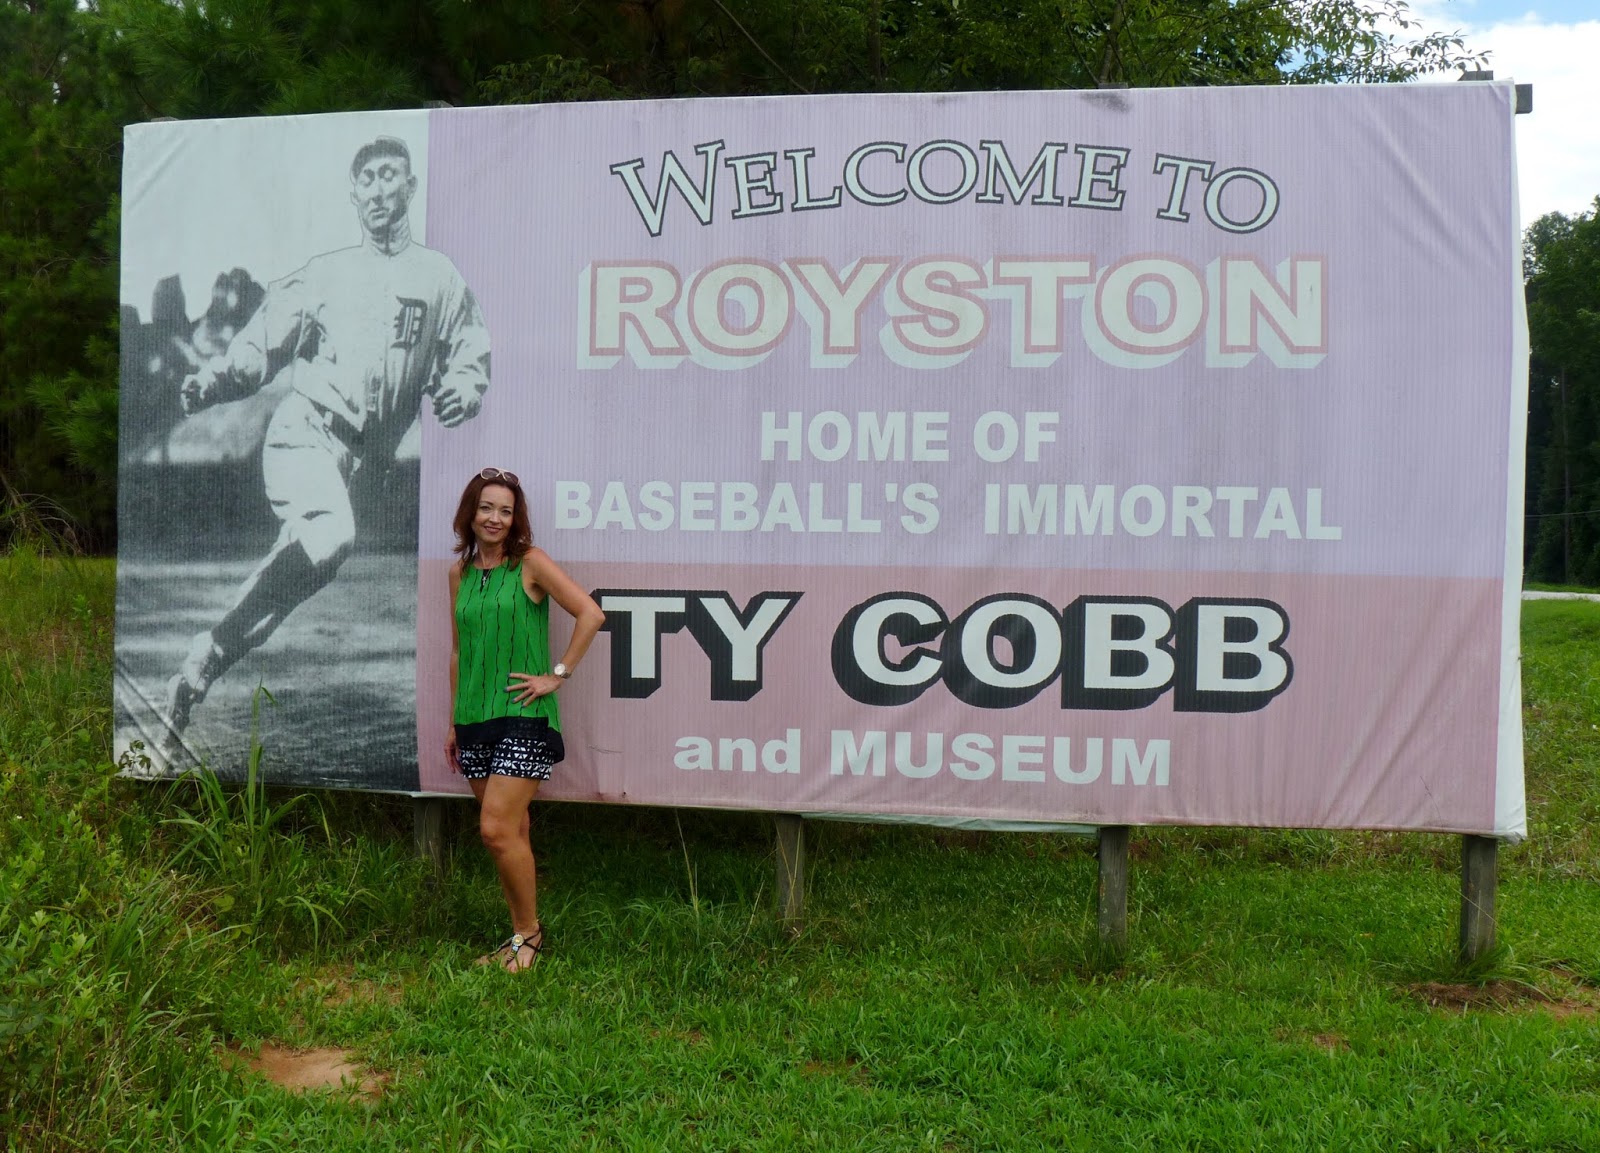 WELCOME TO
ROYSTON
HOME OF
BASEBALL'S IMMORTAL
TY COBB
and MUSEUM
D